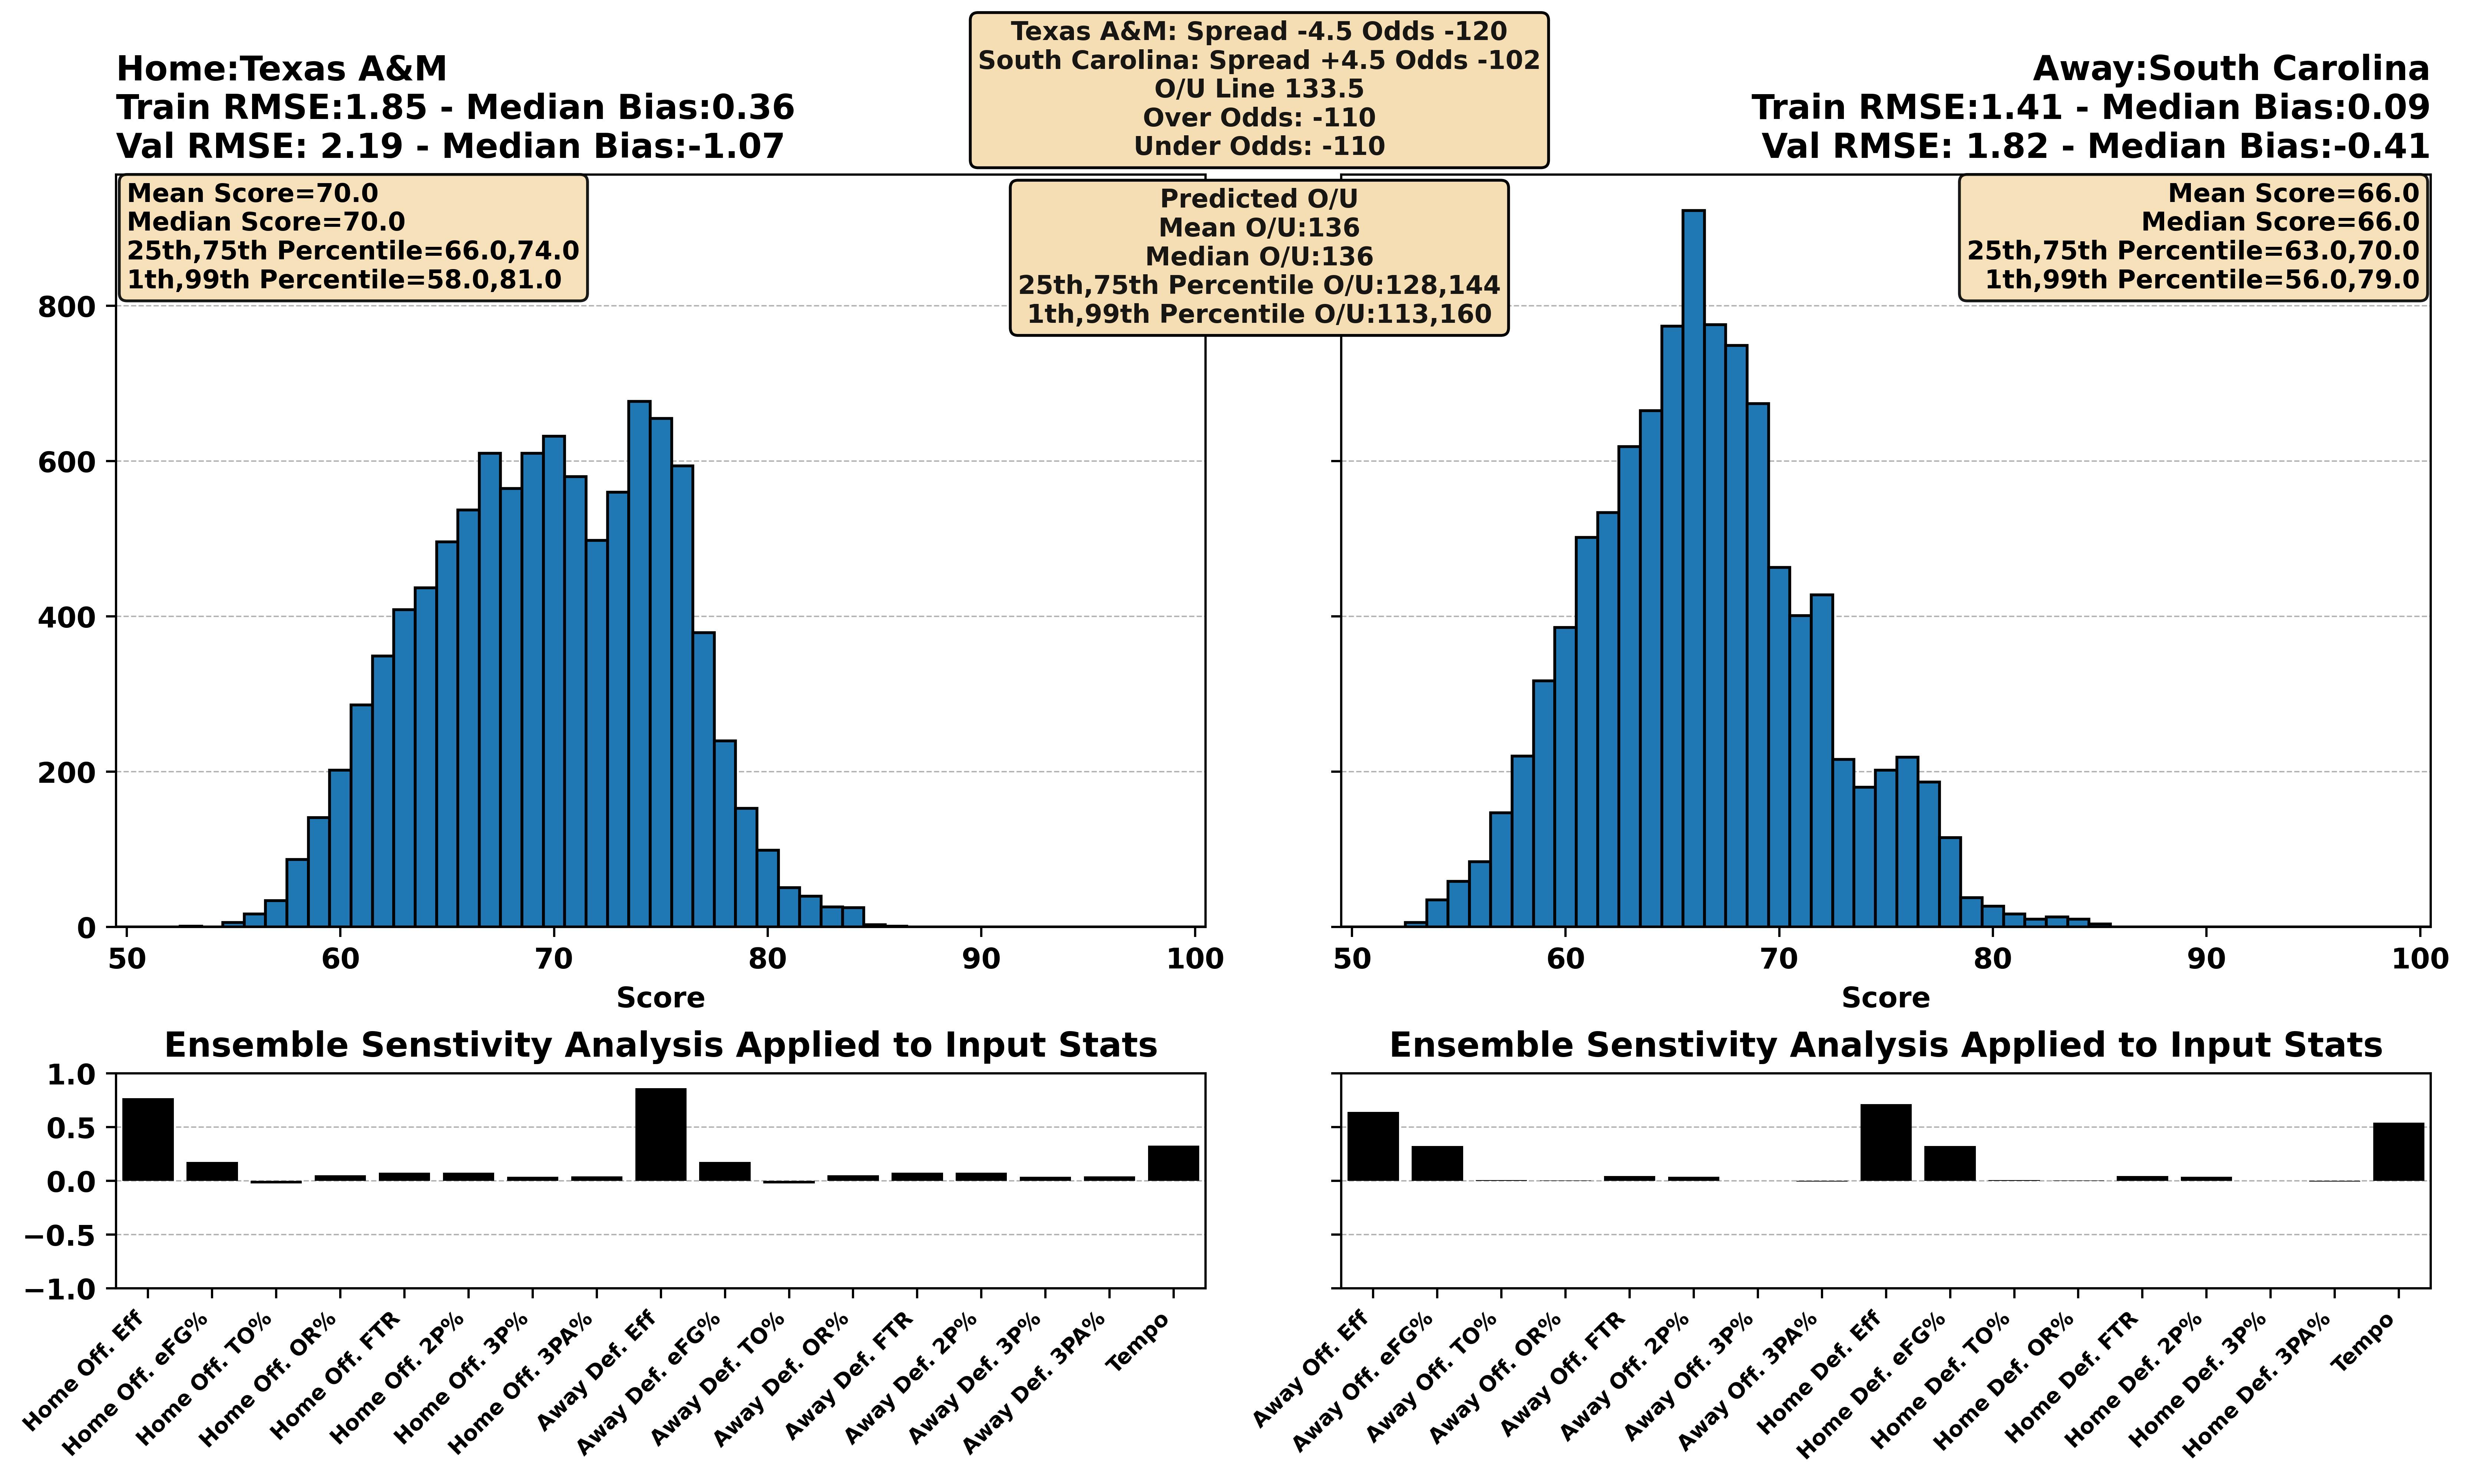 Texas A&M: Spread -4.5 Odds -120
South Carolina: Spread +4.5 Odds -102
O/U Line 133.5
Over Odds: -110
Under Odds: -110
Home:Texas A&M
Train RMSE:1.85 - Median Bias:0.36
Val RMSE: 2.19 - Median Bias:-1.07
Away:South Carolina
Train RMSE:1.41 - Median Bias:0.09
Val RMSE: 1.82 - Median Bias:-0.41
Mean Score=70.0
Median Score=70.0
25th,75th Percentile=66.0,74.0
1th,99th Percentile=58.0,81.0
Predicted O/U
Mean O/U:136
Median O/U:136
25th,75th Percentile O/U:128,144
1th,99th Percentile O/U:113,160
Mean Score=66.0
Median Score=66.0
25th,75th Percentile=63.0,70.0
1th,99th Percentile=56.0,79.0
800
600
400
200
0
50 60 70 80 90 100
Score
50 60 70 80 90 100
Score
Ensemble Senstivity Analysis Applied to Input Stats
1.0
0.5
0.0
−0.5
−1.0
Home Off. Eff
Home Off. eFG%
Home Off. TO%
Home Off. OR%
Home Off. FTR
Home Off. 2P%
Home Off. 3P%
Home Off. 3PA%
Away Def. Eff
Away Def. eFG%
Away Def. TO%
Away Def. OR%
Away Def. FTR
Away Def. 2P%
Away Def. 3P%
Away Def. 3PA%
Tempo
Ensemble Senstivity Analysis Applied to Input Stats
Away Off. Eff
Away Off. eFG%
Away Off. TO%
Away Off. OR%
Away Off. FTR
Away Off. 2P%
Away Off. 3P%
Away Off. 3PA%
Home Def. Eff
Home Def. eFG%
Home Def. TO%
Home Def. OR%
Home Def. FTR
Home Def. 2P%
Home Def. 3P%
Home Def. 3PA%
Tempo